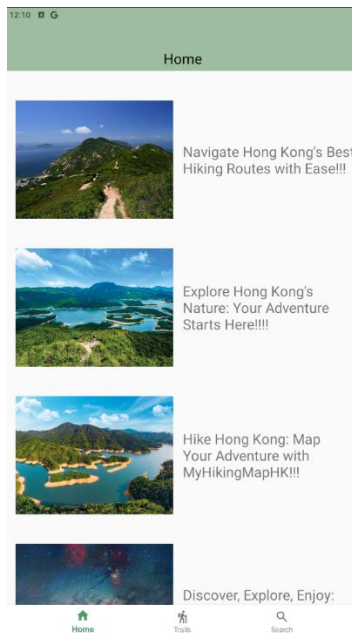 12:10 G
Home
Navigate Hong Kong's Best
Hiking Routes with Ease!!!
Explore Hong Kong's
Nature: Your Adventure
Starts Here!!!!
Hike Hong Kong: Map
Your Adventure with
MyHikingMapHK!!!
Discover, Explore, Enjoy:
Home
Trails
Search